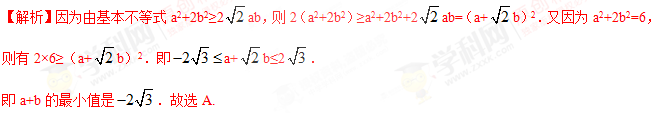 【解析】因为由基本不等式 a²+2b²≥2√2 ab,则 2（a²+2b²）≥a²+2b²+2√2 ab=（a+√2 b）²．又因为 a²+2b²=6,
则有 2×6≥（a+√2 b）²．即−2√3 ≤a+√2 b≤2√3．
即 a+b 的最小值是 −2√3．故选 A.